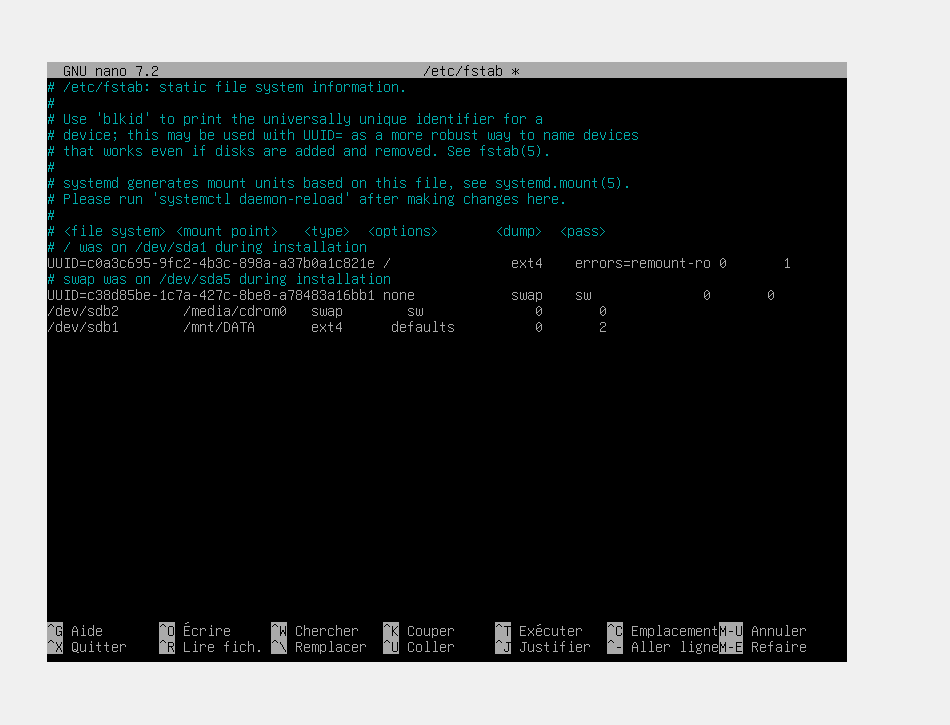 GNU nano 7.2 /etc/fstab *
# /etc/fstab: static file system information.
#
# Use 'blkid' to print the universally unique identifier for a
# device; this may be used with UUID= as a more robust way to name devices
# that works even if disks are added and removed. See fstab(5).
#
# systemd generates mount units based on this file, see systemd.mount(5).
# Please run 'systemctl daemon-reload' after making changes here.
#
# <file system> <mount point> <type> <options> <dump> <pass>
# / was on /dev/sda1 during installation
UUID=c0a3c695-9fc2-4b3c-898a-a37b0a1c821e / ext4 errors=remount-ro 0 1
# swap was on /dev/sda5 during installation
UUID=c38d85be-1c7a-427c-8be8-a78483a16bb1 none swap sw 0 0
/dev/sdb2 /media/cdrom0 swap sw 0 0
/dev/sdb1 /mnt/DATA ext4 defaults 0 2
^G Aide ^O Écrire ^W Chercher ^K Couper ^T Exécuter ^C Emplacement M-U Annuler
^X Quitter ^R Lire fich. ^\ Remplacer ^U Coller ^J Justifier ^- Aller ligne M-E Refaire